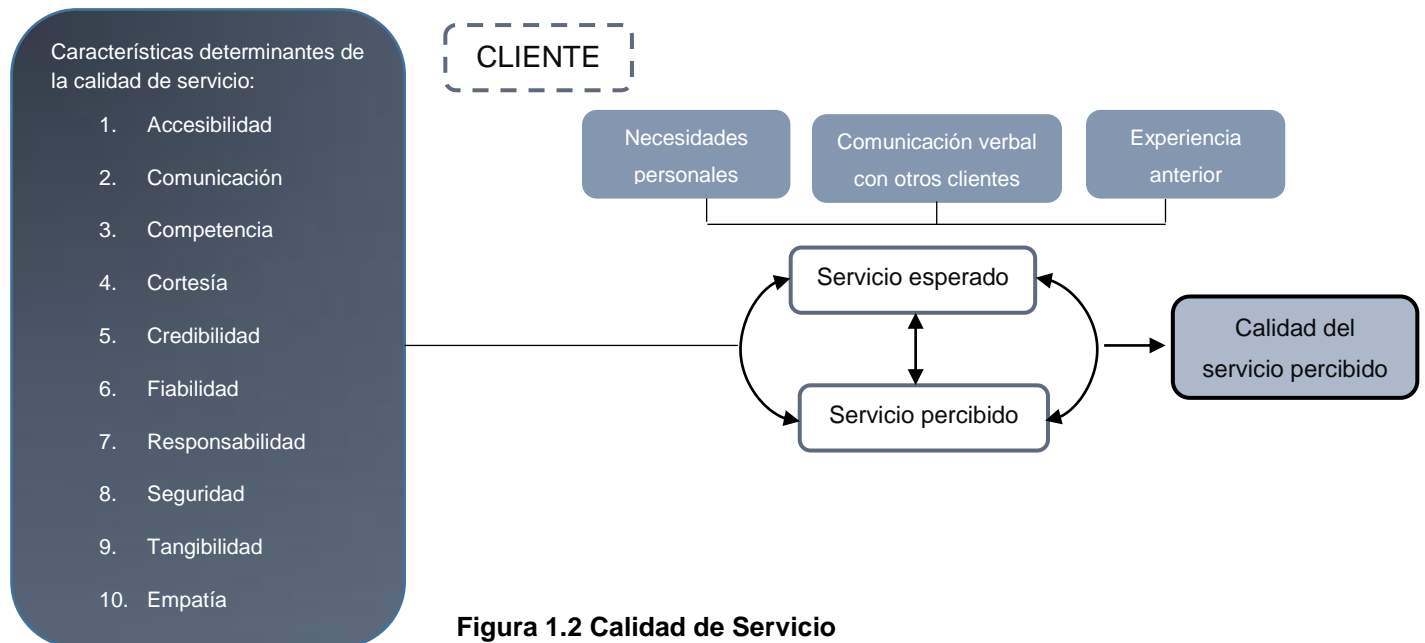 Características determinantes de
la calidad de servicio:
1. Accesibilidad
2. Comunicación
3. Competencia
4. Cortesía
5. Credibilidad
6. Fiabilidad
7. Responsabilidad
8. Seguridad
9. Tangibilidad
10. Empatía
CLIENTE
Necesidades
personales
Comunicación verbal
con otros clientes
Experiencia
anterior
Servicio esperado
Servicio percibido
Calidad del
servicio percibido
Figura 1.2 Calidad de Servicio